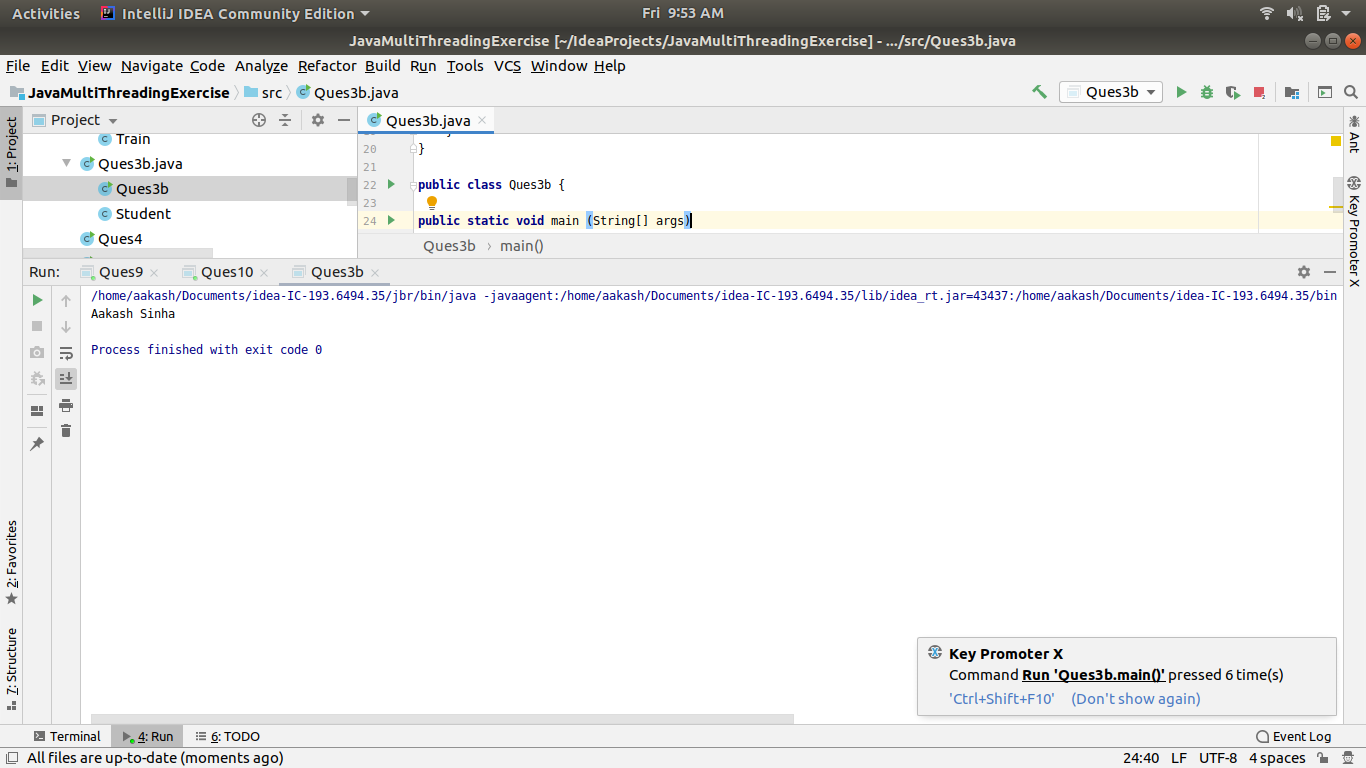 Activities IntelliJ IDEA Community Edition Fri 9:53 AM
JavaMultiThreadingExercise [~/IdeaProjects/JavaMultiThreadingExercise] - .../src/Ques3b.java
File Edit View Navigate Code Analyze Refactor Build Run Tools VCS Window Help
JavaMultiThreadingExercise src Ques3b.java Ques3b
1: Project
Project
Train
Ques3b.java
Ques3b
Student
Ques4
Ques3b.java
20 }
21
22 public class Ques3b {
23
24 public static void main (String[] args)
Ques3b › main()
Ant
Key Promoter X
Run: Ques9 Ques10 Ques3b
/home/aakash/Documents/idea-IC-193.6494.35/jbr/bin/java -javaagent:/home/aakash/Documents/idea-IC-193.6494.35/lib/idea_rt.jar=43437:/home/aakash/Documents/idea-IC-193.6494.35/bin
Aakash Sinha
Process finished with exit code 0
2: Favorites
7: Structure
Key Promoter X
Command Run 'Ques3b.main()' pressed 6 time(s)
'Ctrl+Shift+F10' (Don't show again)
Terminal 4: Run 6: TODO Event Log
All files are up-to-date (moments ago) 24:40 LF UTF-8 4 spaces